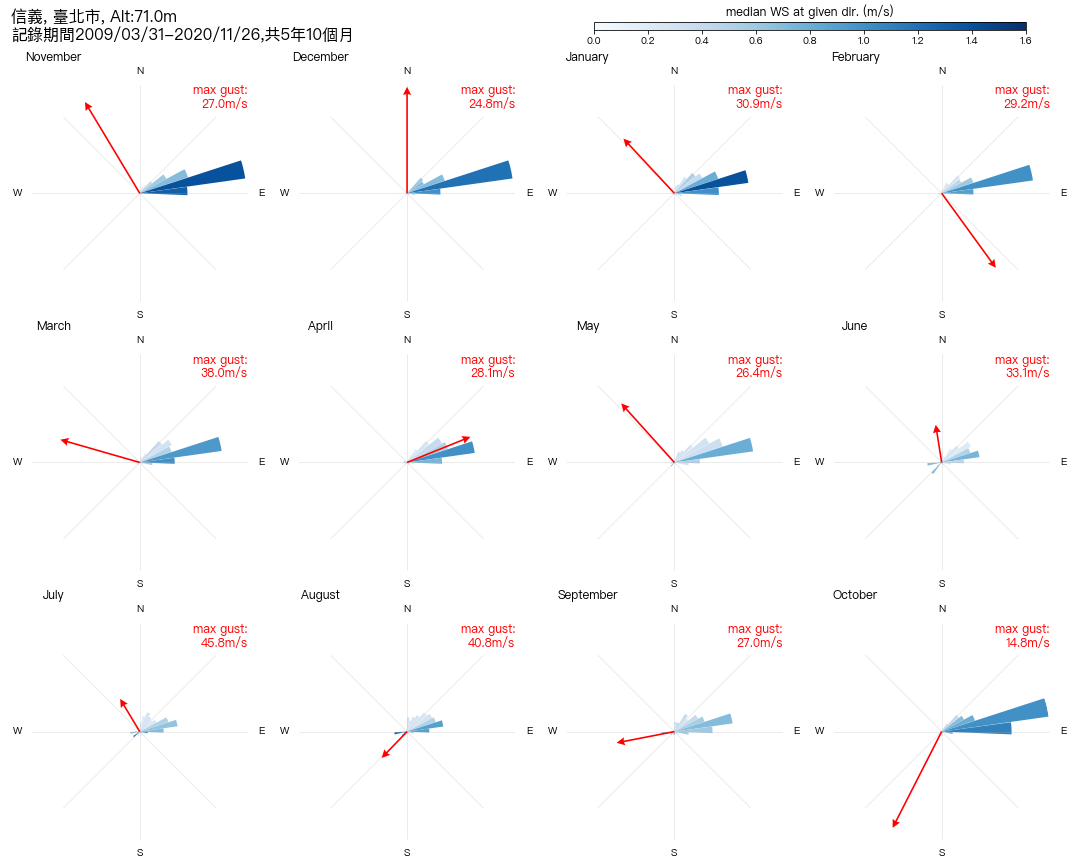 信義, 臺北市, Alt:71.0m
記錄期間2009/03/31-2020/11/26,共5年10個月
median WS at given dir. (m/s)
0.0 0.2 0.4 0.6 0.8 1.0 1.2 1.4 1.6
November
N
max gust:
27.0m/s
W
E
S
December
N
max gust:
24.8m/s
W
E
January
N
max gust:
30.9m/s
W
E
February
N
max gust:
29.2m/s
W
E
March
N
max gust:
38.0m/s
W
E
S
April
max gust:
28.1m/s
W
E
May
max gust:
26.4m/s
W
E
June
max gust:
33.1m/s
W
E
S
July
N
max gust:
45.8m/s
W
E
S
August
N
max gust:
40.8m/s
W
E
S
September
N
max gust:
27.0m/s
W
E
S
October
N
max gust:
14.8m/s
W
E
S